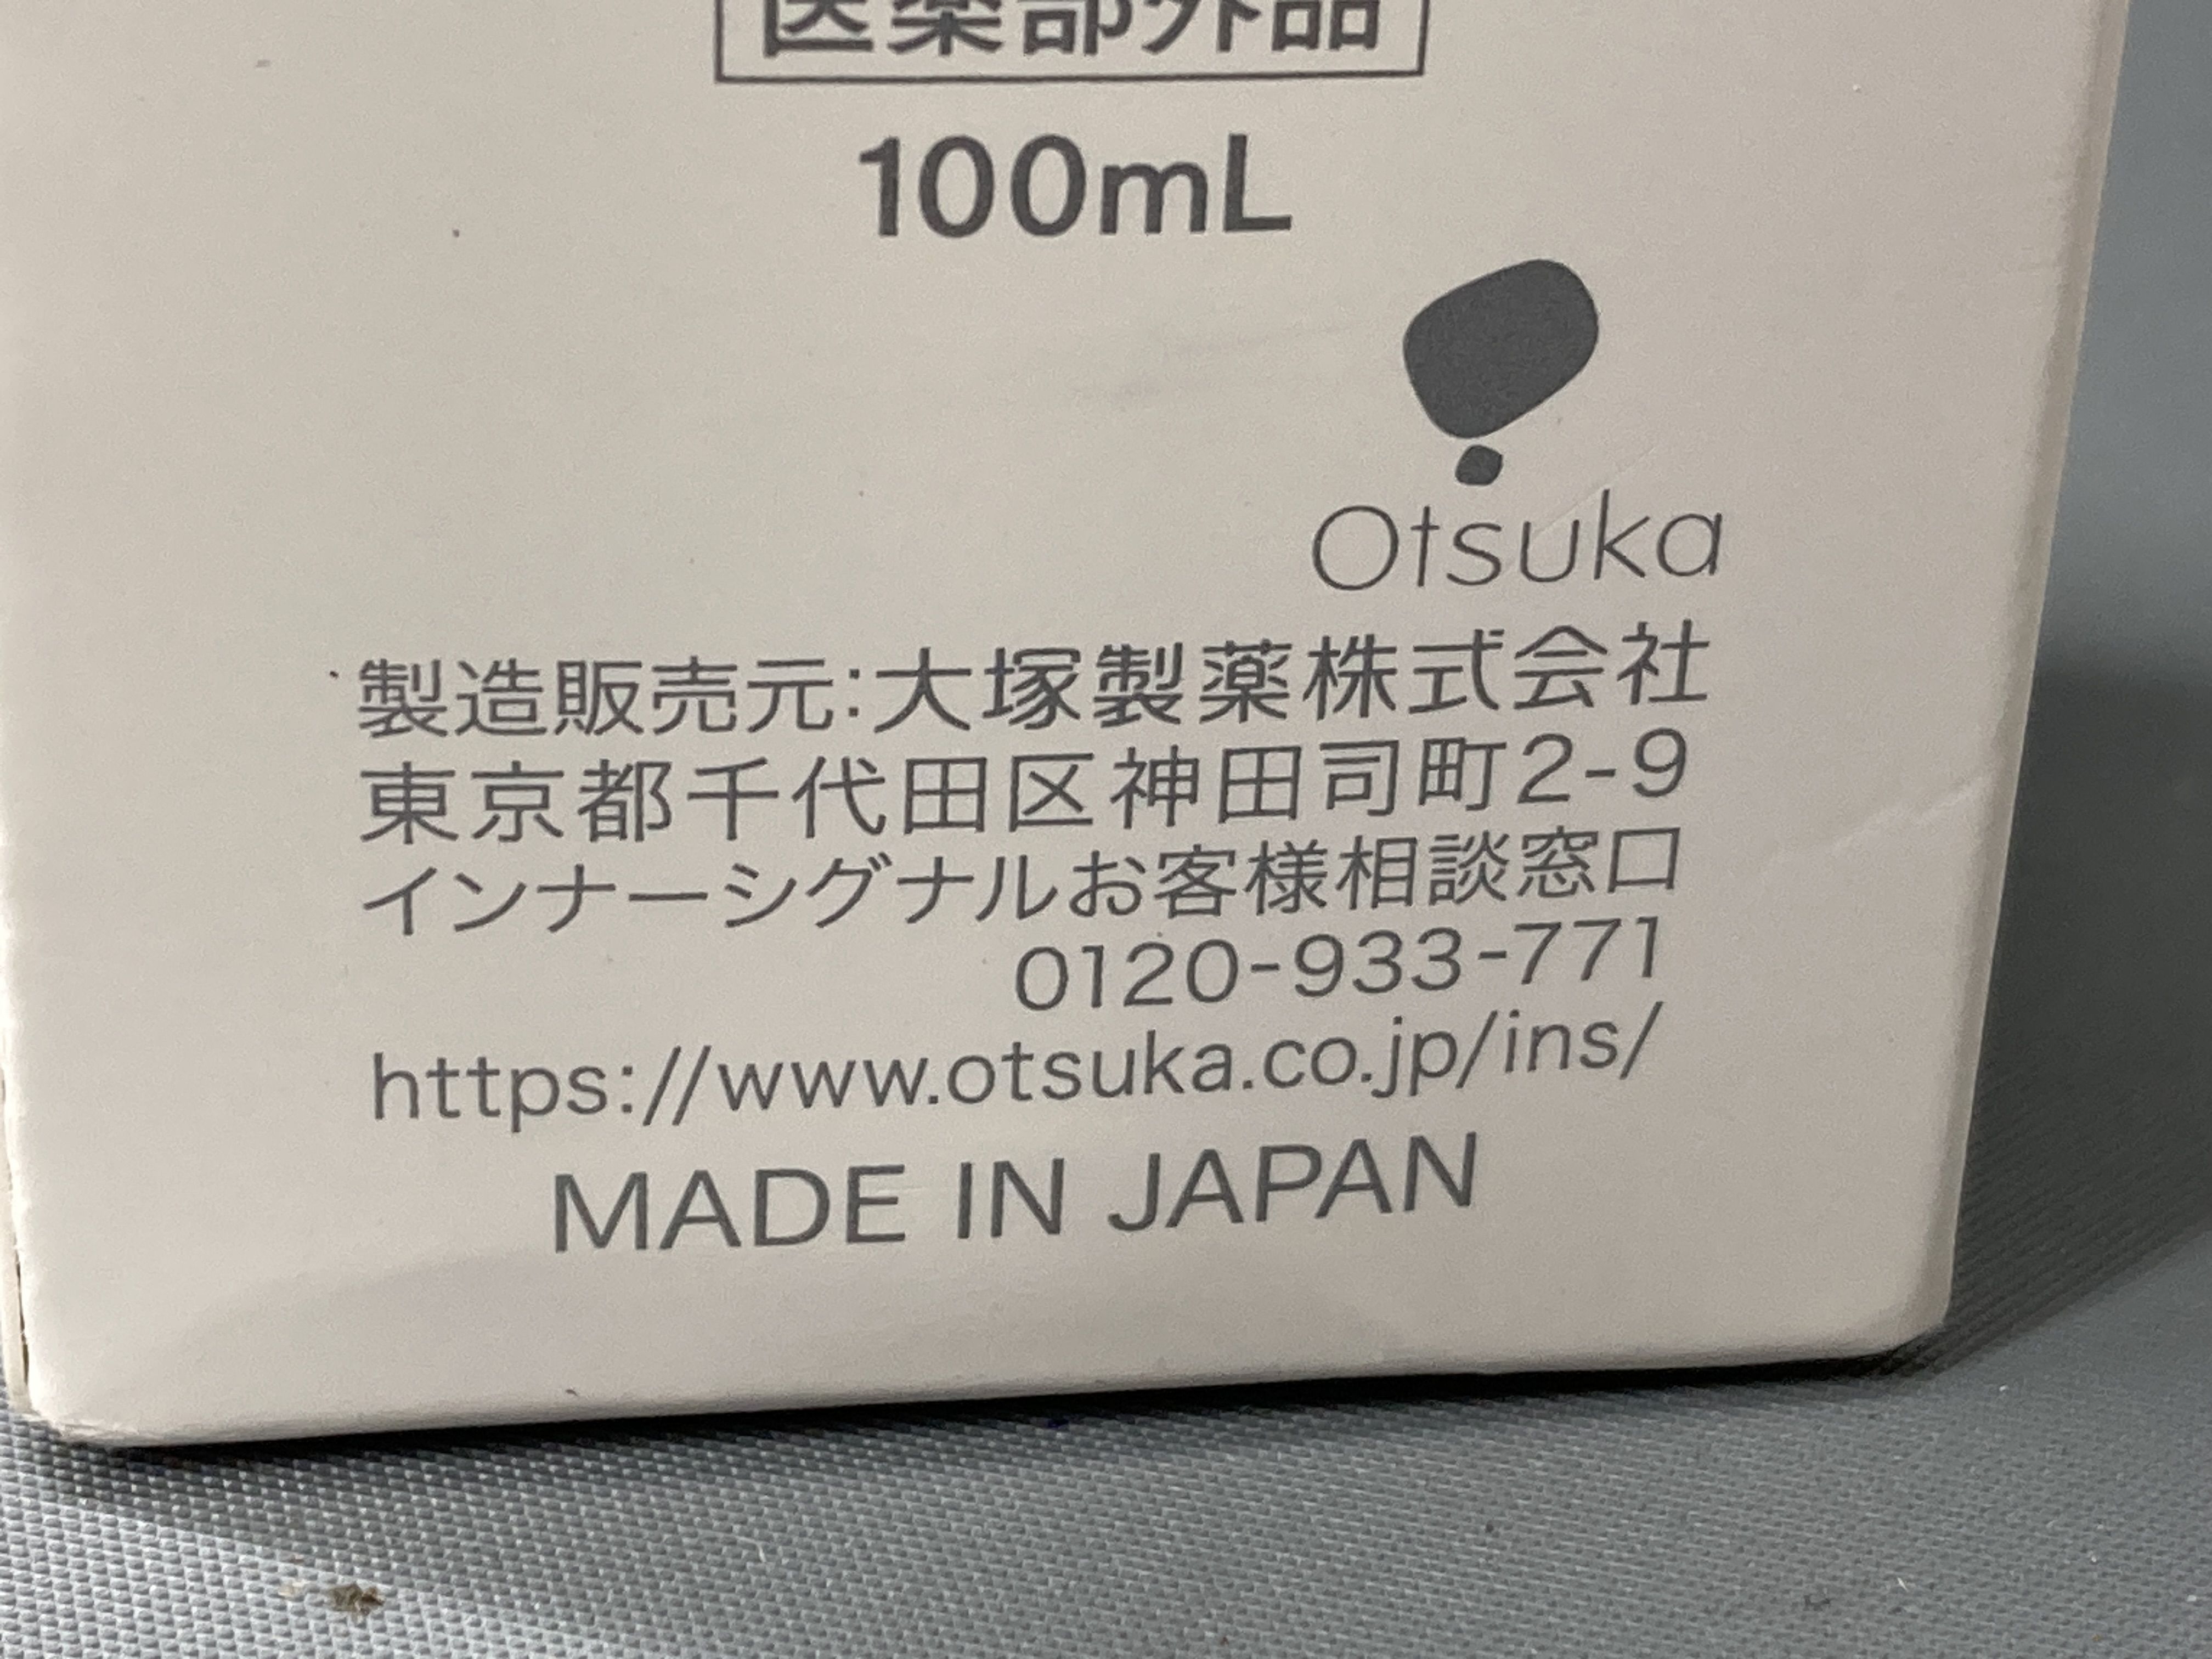 医薬部外品
100mL
Otsuka
製造販売元:大塚製薬株式会社
東京都千代田区神田司町2-9
インナーシグナルお客様相談窓口
0120-933-771
https://www.otsuka.co.jp/ins/
MADE IN JAPAN